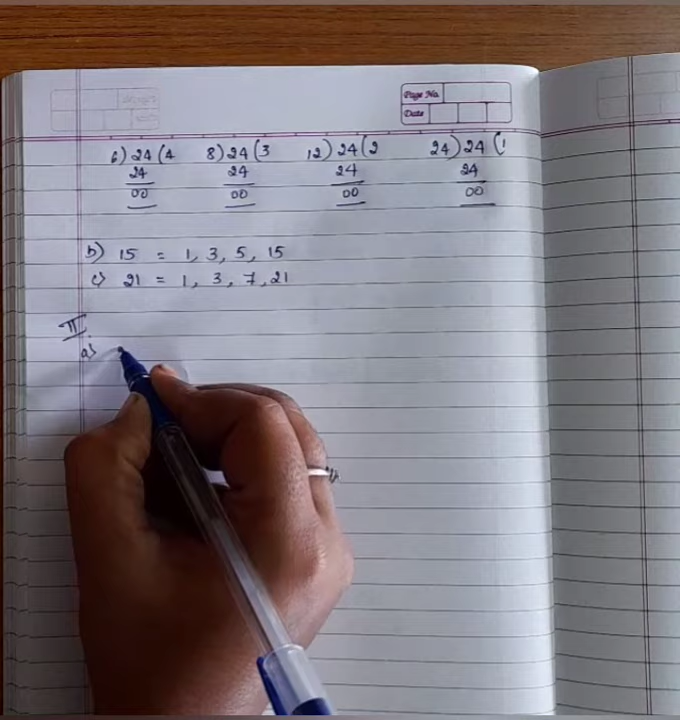 Page No.
Date
6) 24 (4 8) 24 (3 12) 24 (2 24) 24 (1
24 24 24 24
00 00 00 00
b) 15 = 1, 3, 5, 15
c) 21 = 1, 3, 7, 21
II.
a)